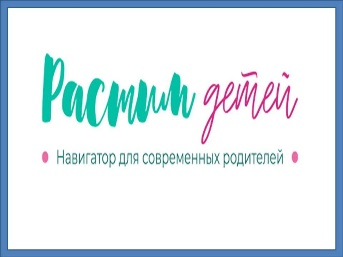 Растим детей
• Навигатор для современных родителей •